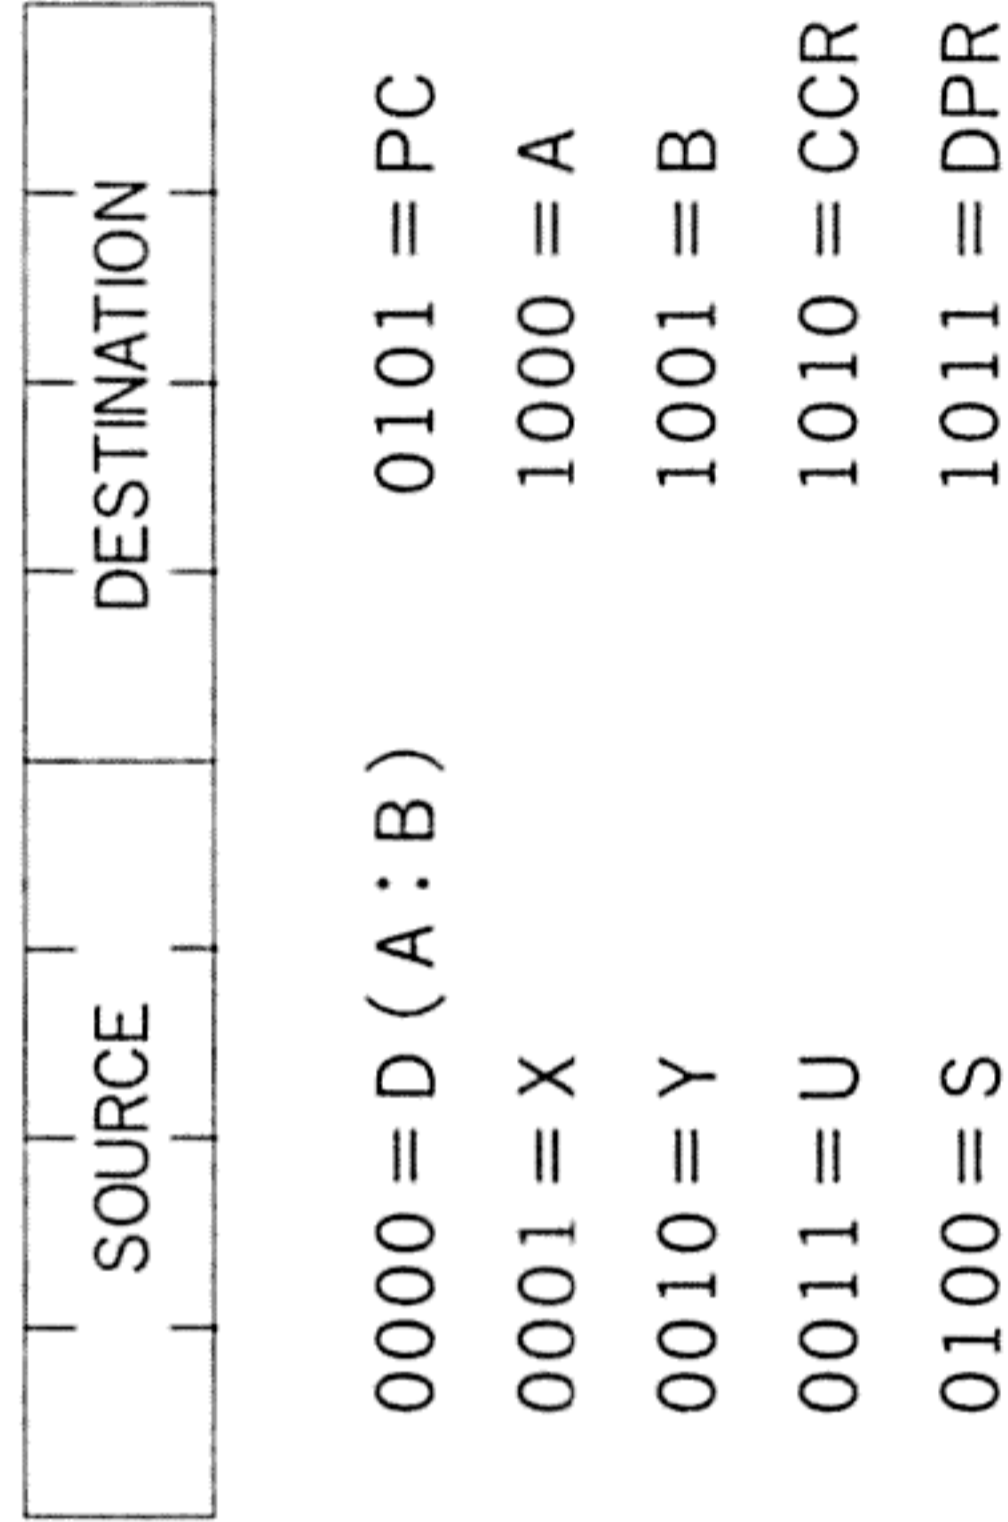 SOURCE DESTINATION
0000 = D (A:B) 0101 = PC
0001 = X 1000 = A
0010 = Y 1001 = B
0011 = U 1010 = CCR
0100 = S 1011 = DPR